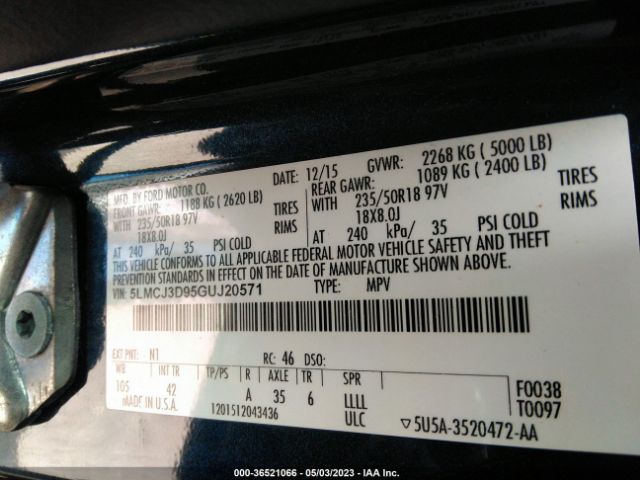 MFD. BY FORD MOTOR CO.
DATE: 12/15 GVWR: 2268 KG ( 5000 LB)
FRONT GAWR: 1188 KG ( 2620 LB) REAR GAWR: 1089 KG ( 2400 LB)
WITH 235/50R18 97V TIRES WITH 235/50R18 97V TIRES
18X8.0J RIMS 18X8.0J RIMS
AT 240 kPa/ 35 PSI COLD AT 240 kPa/ 35 PSI COLD
THIS VEHICLE CONFORMS TO ALL APPLICABLE FEDERAL MOTOR VEHICLE SAFETY AND THEFT
PREVENTION STANDARDS IN EFFECT ON THE DATE OF MANUFACTURE SHOWN ABOVE.
VIN: 5LMCJ3D95GUJ20571 TYPE: MPV
EXT PNT: N1 RC: 46 DSO:
WB INT TR TP/PS R AXLE TR SPR
105 42 A 35 6 LLLL F0038
MADE IN U.S.A. 1201512043436 ULC T0097
▽5U5A-3520472-AA
000-36521066 - 05/03/2023 - IAA Inc.